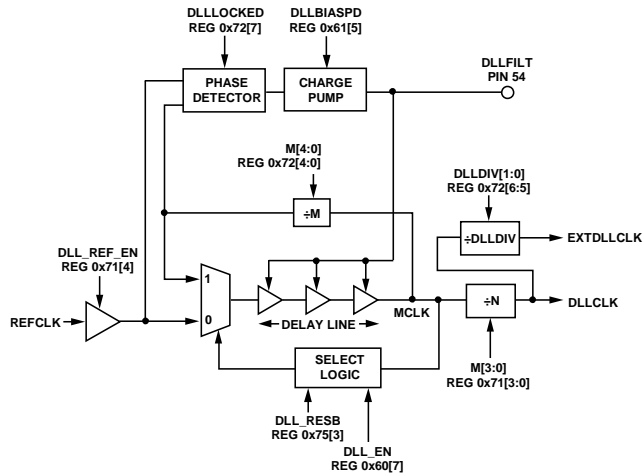 DLLLOCKED
REG 0x72[7]
DLLBIASPD
REG 0x61[5]
DLLFILT
PIN 54
PHASE
DETECTOR
CHARGE
PUMP
M[4:0]
REG 0x72[4:0]
DLLDIV[1:0]
REG 0x72[6:5]
÷M
÷DLLDIV
EXTDLLCLK
DLL_REF_EN
REG 0x71[4]
1
0
REFCLK
DELAY LINE
MCLK
÷N
DLLCLK
SELECT
LOGIC
M[3:0]
REG 0x71[3:0]
DLL_RESB
REG 0x75[3]
DLL_EN
REG 0x60[7]